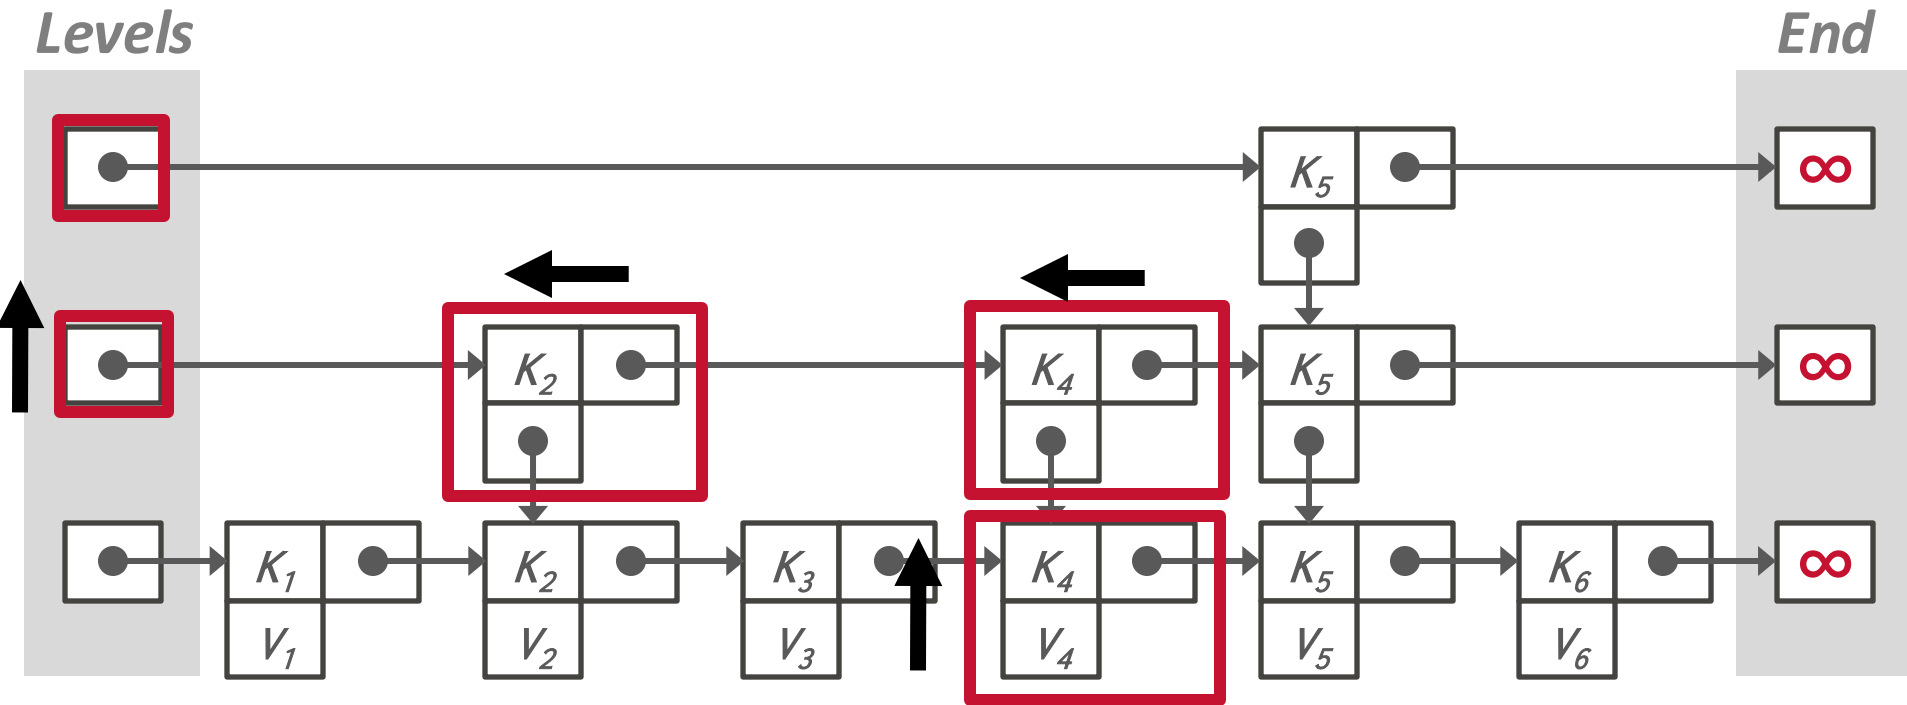 Levels End
K5 ∞
K2 K4 K5 ∞
K1 K2 K3 K4 K5 K6 ∞
V1 V2 V3 V4 V5 V6